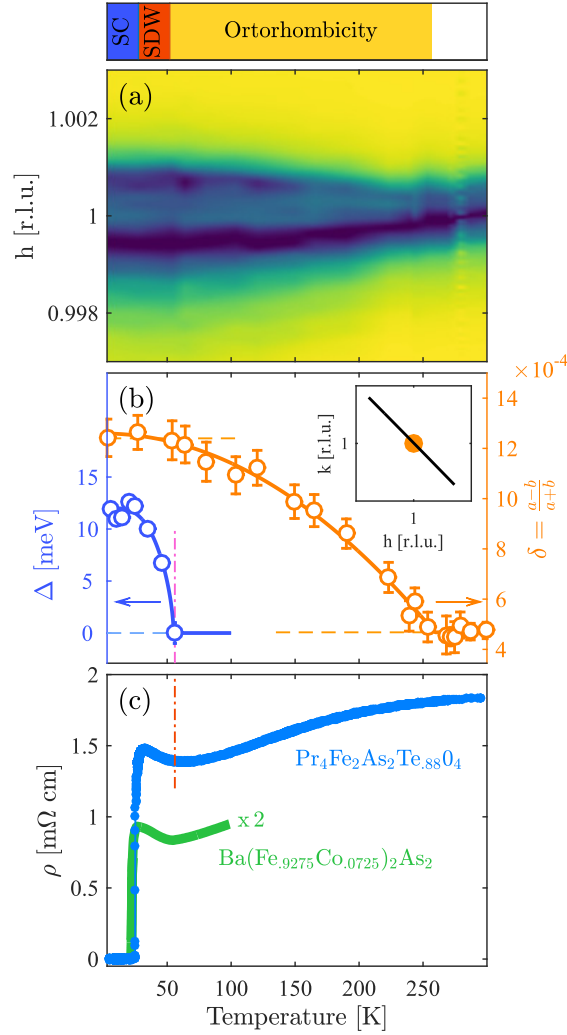 SC SDW Ortorhombicity
(a)
1.002
1
0.998
h [r.l.u.]
(b)
15
10
5
0
Δ [meV]
k [r.l.u.]
1
1
h [r.l.u.]
×10⁻⁴
14
12
10
8
6
4
δ = a−b/a+b
(c)
2
1.5
1
0.5
0
ρ [mΩ cm]
Pr₄Fe₂As₂Te.₈₈0₄
x 2
Ba(Fe.₉₂₇₅Co.₀₇₂₅)₂As₂
50 100 150 200 250
Temperature [K]